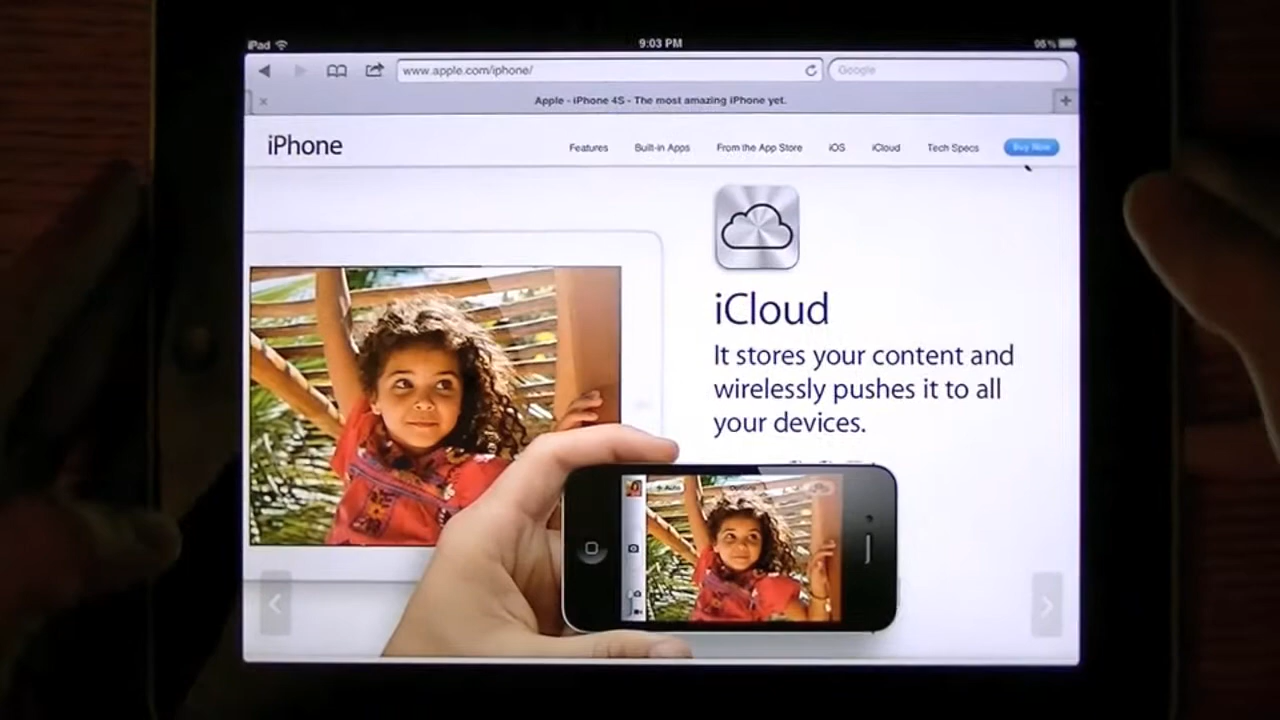 iPad
9:03 PM
www.apple.com/iphone/
Google
Apple - iPhone 4S - The most amazing iPhone yet.
iPhone
Features
Built-in Apps
From the App Store
iOS
iCloud
Tech Specs
Buy Now
iCloud
It stores your content and
wirelessly pushes it to all
your devices.